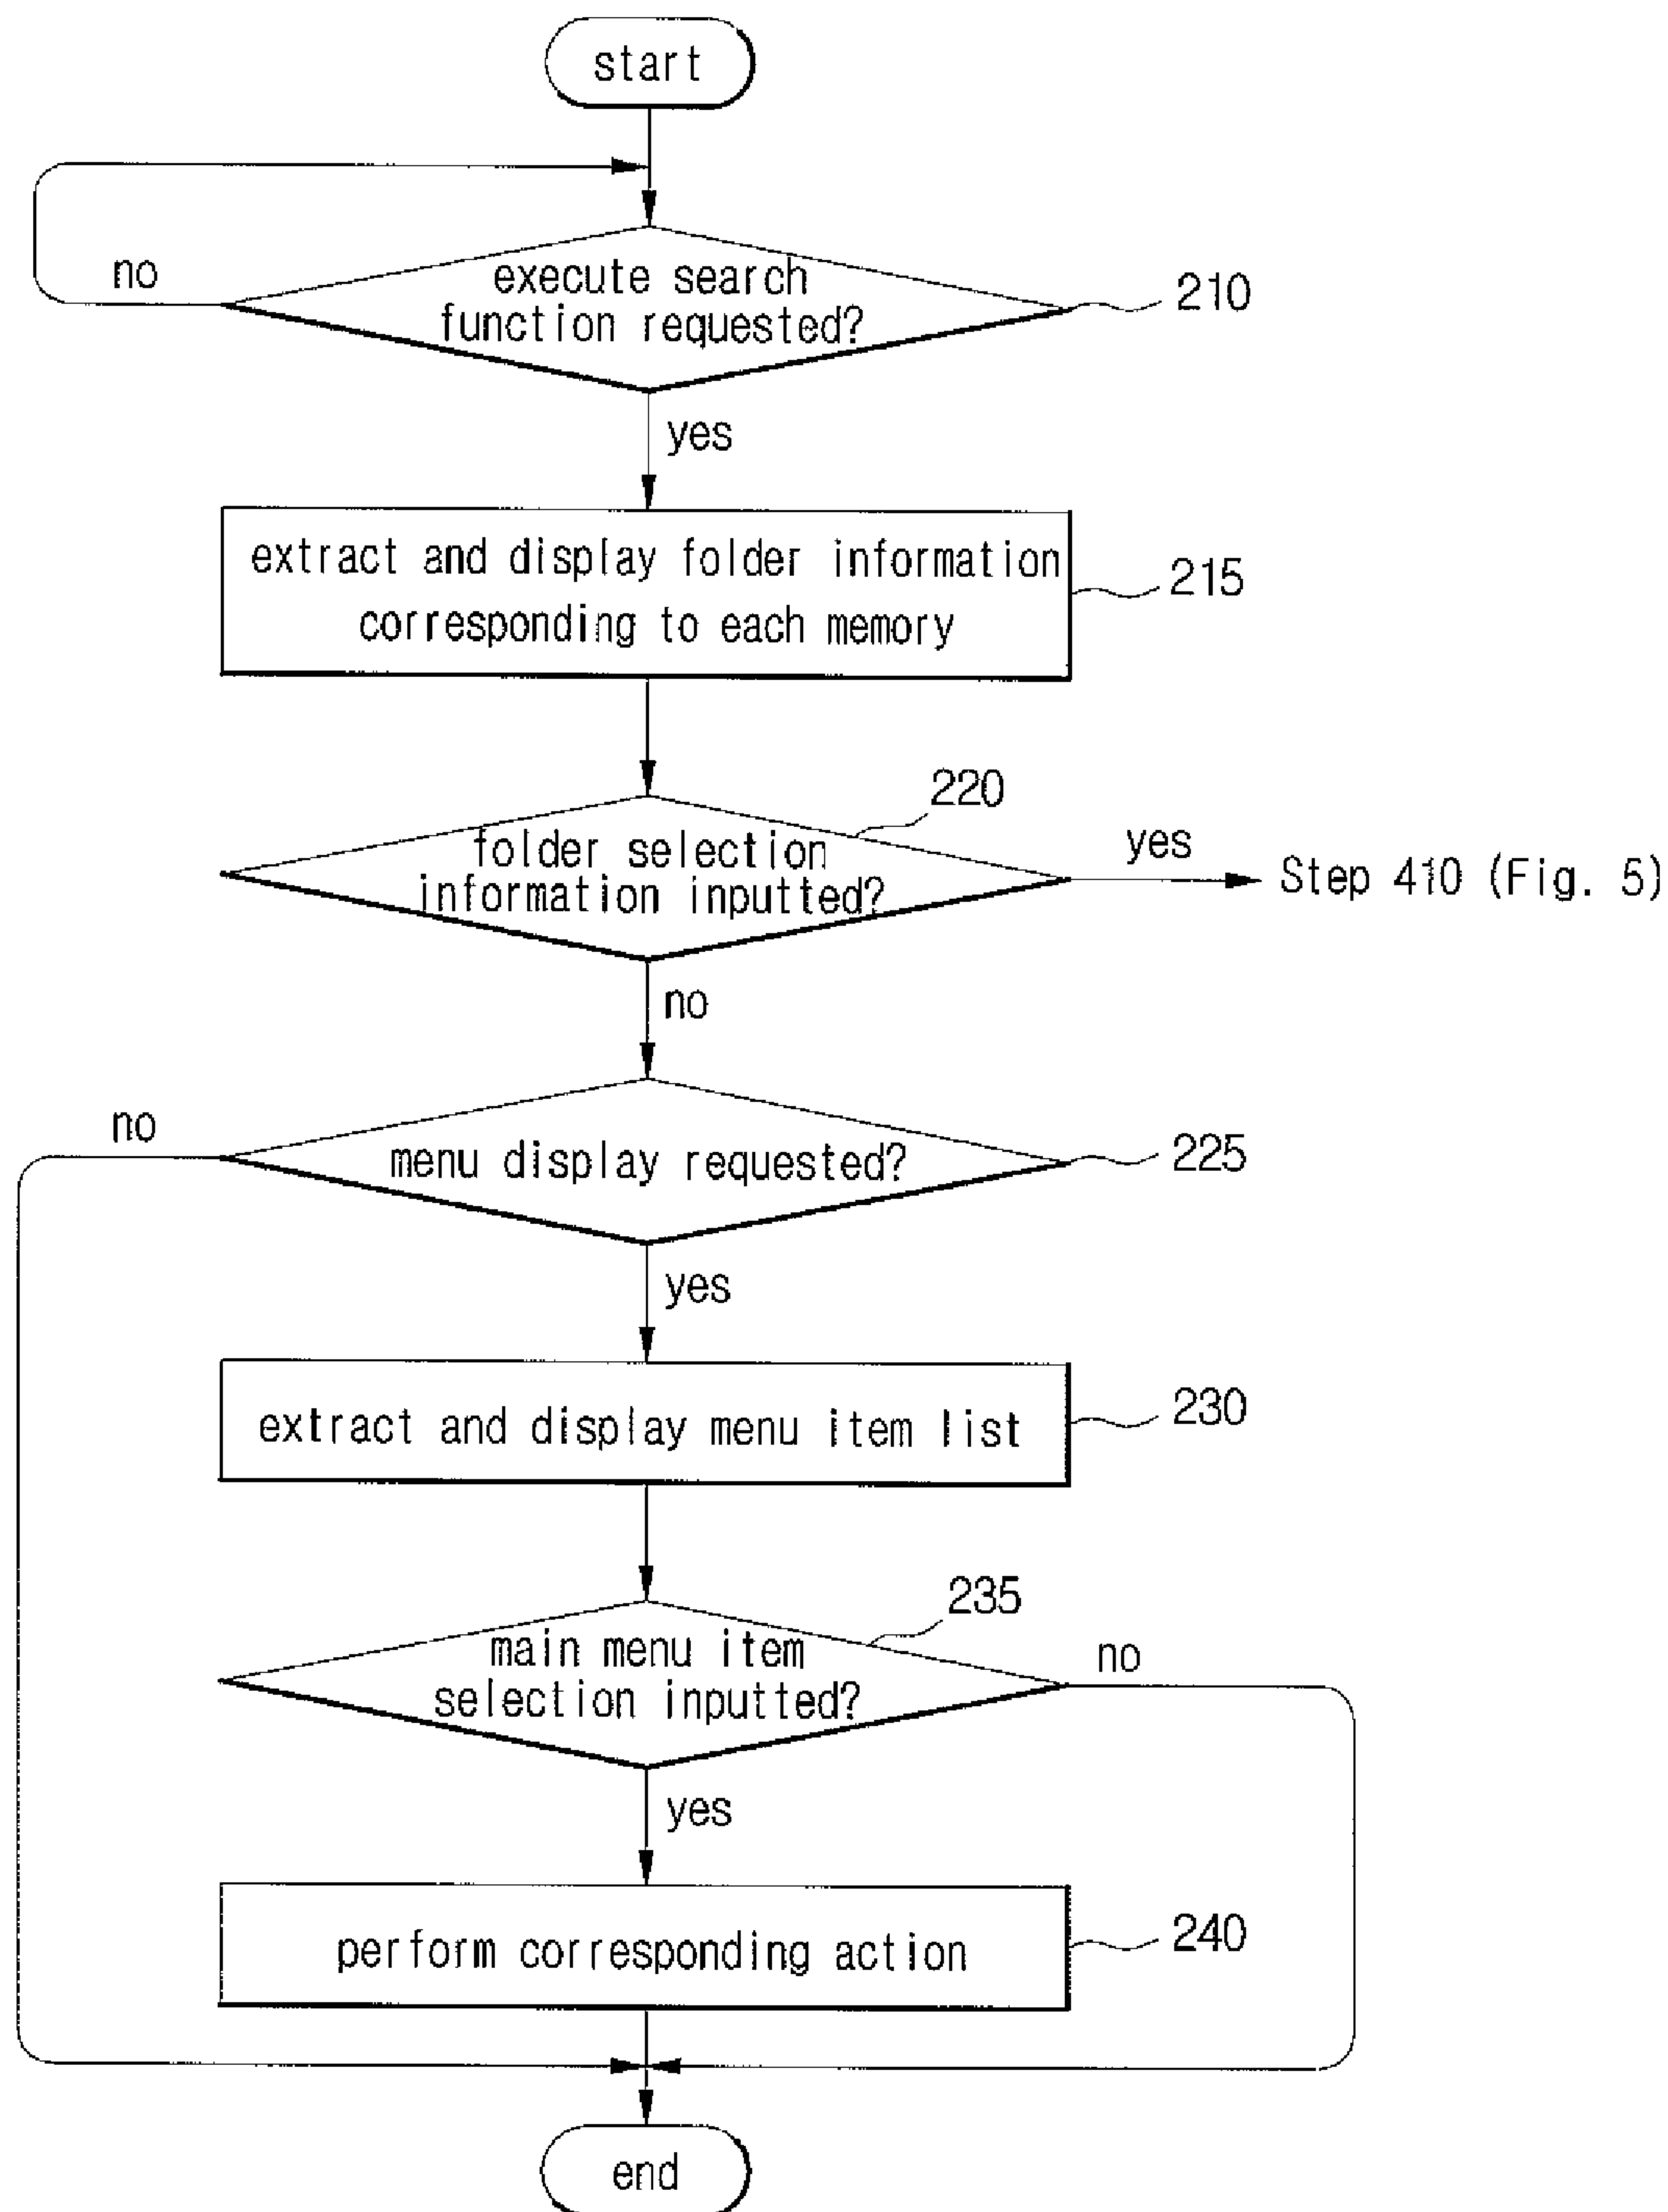 start
no
execute search
function requested?
210
yes
extract and display folder information
corresponding to each memory
215
220
folder selection
information inputted?
yes
Step 410 (Fig. 5)
no
no
menu display requested?
225
yes
extract and display menu item list
230
235
main menu item
selection inputted?
no
yes
perform corresponding action
240
end